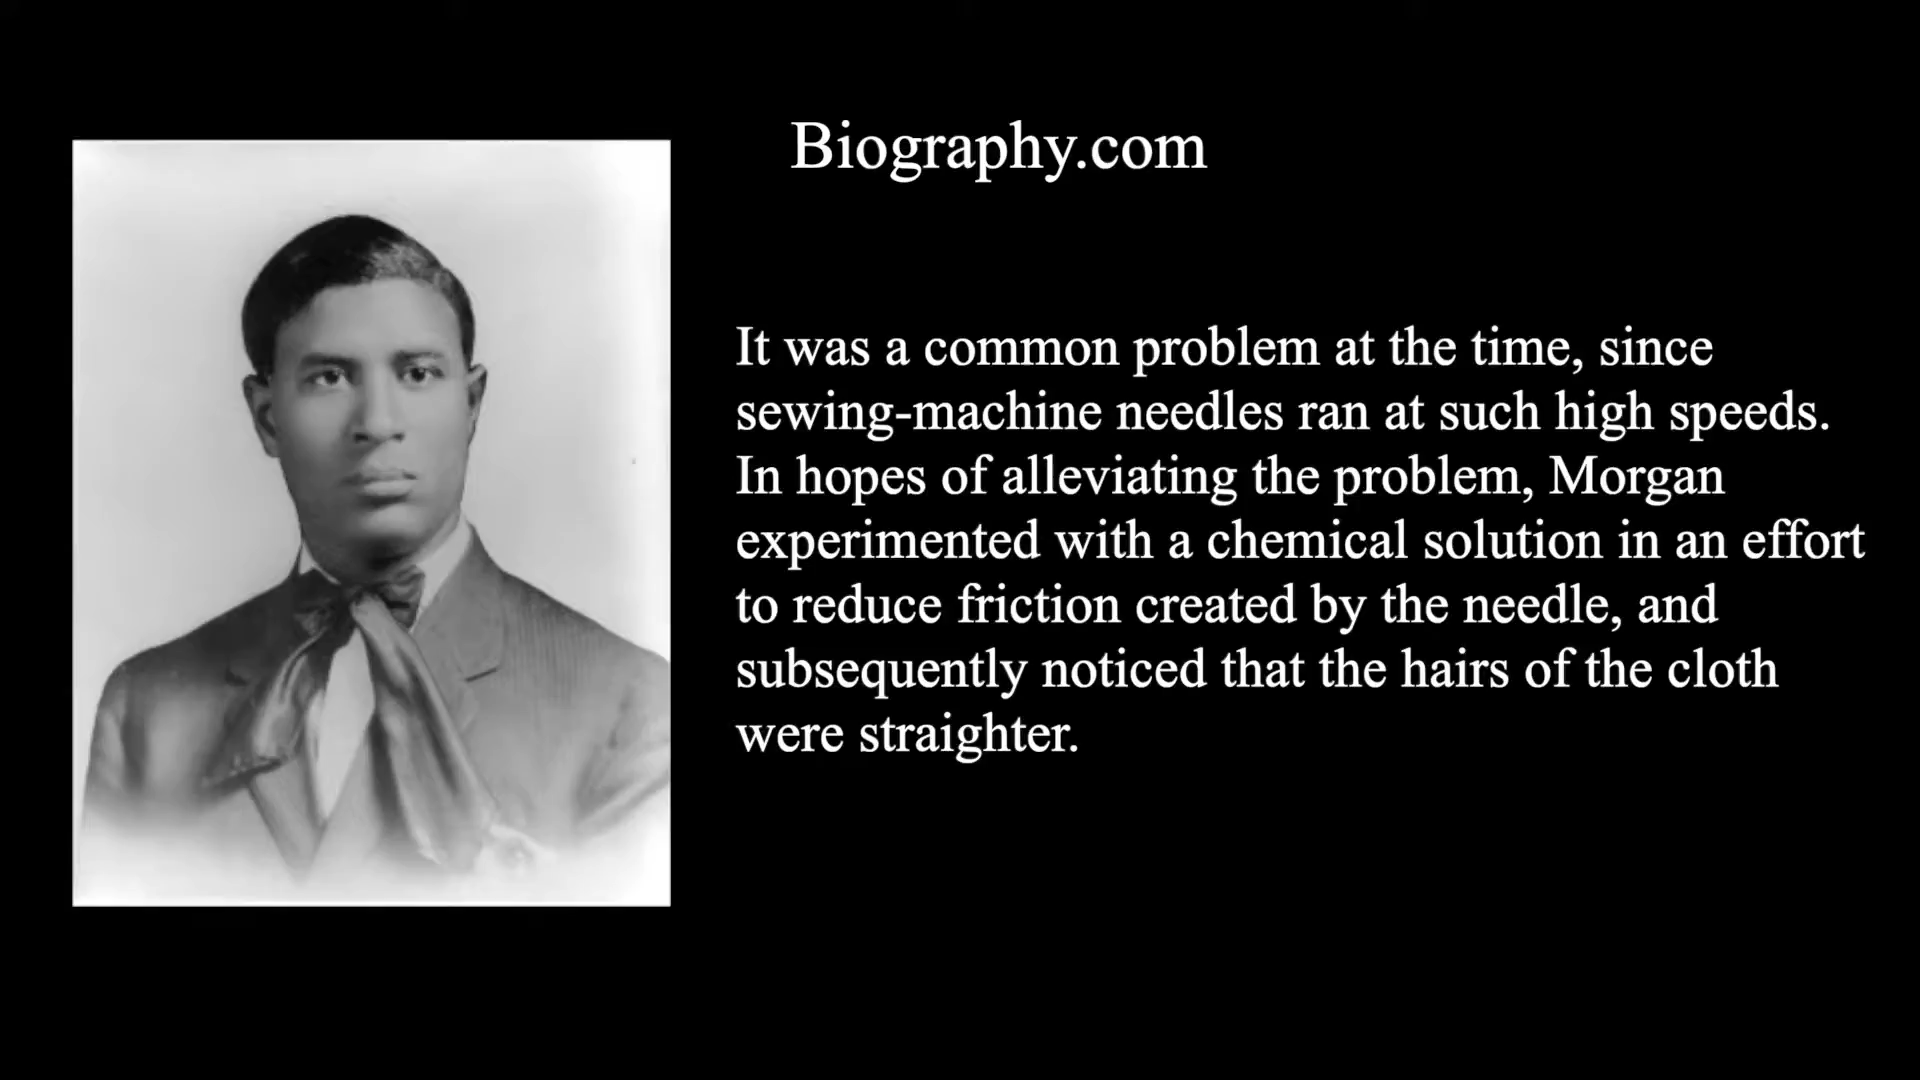 Biography.com
It was a common problem at the time, since
sewing-machine needles ran at such high speeds.
In hopes of alleviating the problem, Morgan
experimented with a chemical solution in an effort
to reduce friction created by the needle, and
subsequently noticed that the hairs of the cloth
were straighter.